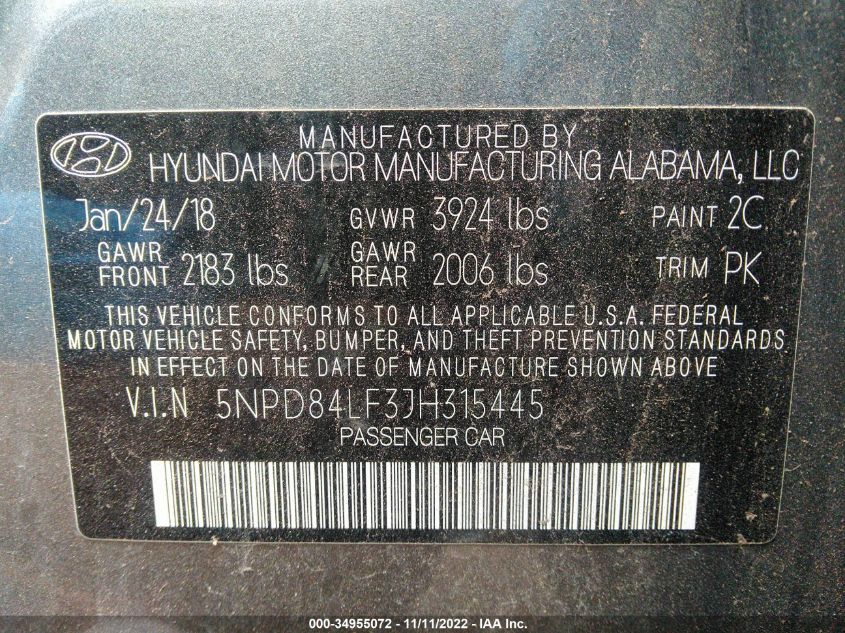 MANUFACTURED BY
HYUNDAI MOTOR MANUFACTURING ALABAMA, LLC
Jan/24/18 GVWR 3924 lbs PAINT 2C
GAWR FRONT 2183 lbs GAWR REAR 2006 lbs TRIM PK
THIS VEHICLE CONFORMS TO ALL APPLICABLE U.S.A. FEDERAL
MOTOR VEHICLE SAFETY, BUMPER, AND THEFT PREVENTION STANDARDS
IN EFFECT ON THE DATE OF MANUFACTURE SHOWN ABOVE.
V.I.N 5NPD84LF3JH315445
PASSENGER CAR
000-34955072 - 11/11/2022 - IAA Inc.